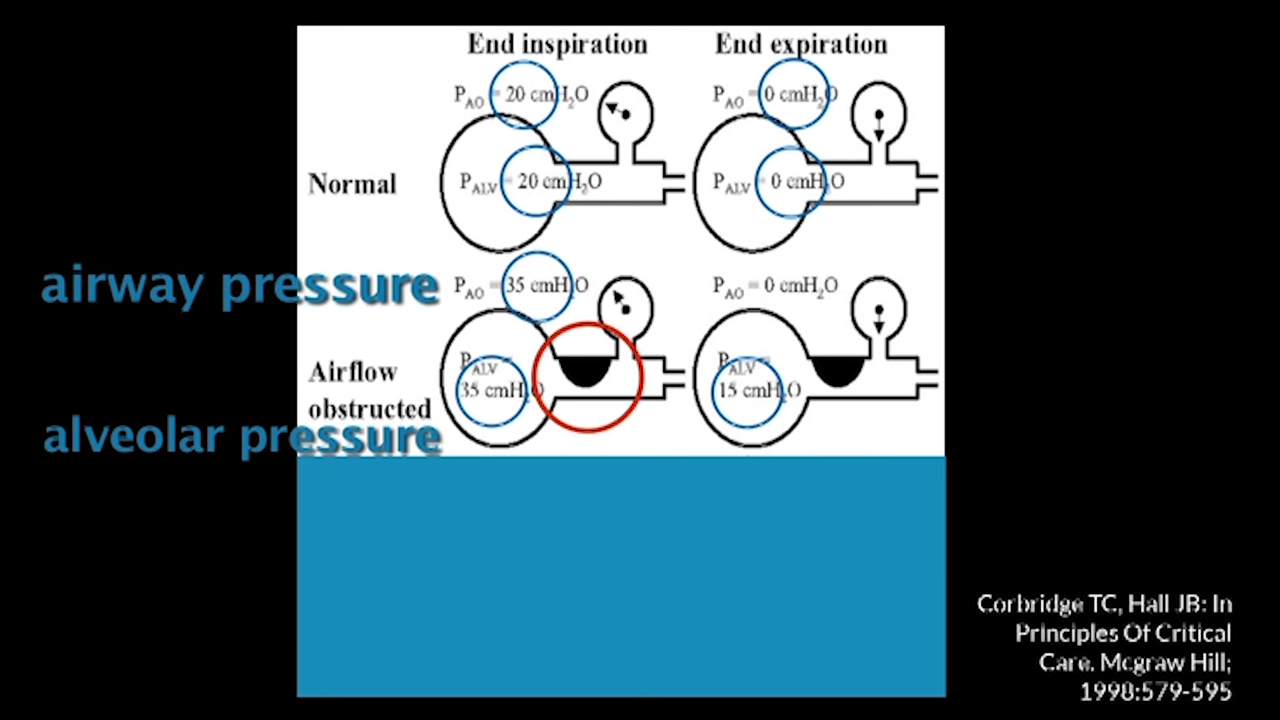 End inspiration End expiration
P_AO = 20 cmH₂O P_AO = 0 cmH₂O
Normal P_ALV = 20 cmH₂O P_ALV = 0 cmH₂O
airway pressure P_AO = 35 cmH₂O P_AO = 0 cmH₂O
Airflow P_ALV = P_ALV =
obstructed 35 cmH₂O 15 cmH₂O
alveolar pressure
Corbridge TC, Hall JB: In
Principles Of Critical
Care. Mcgraw Hill;
1998:579-595